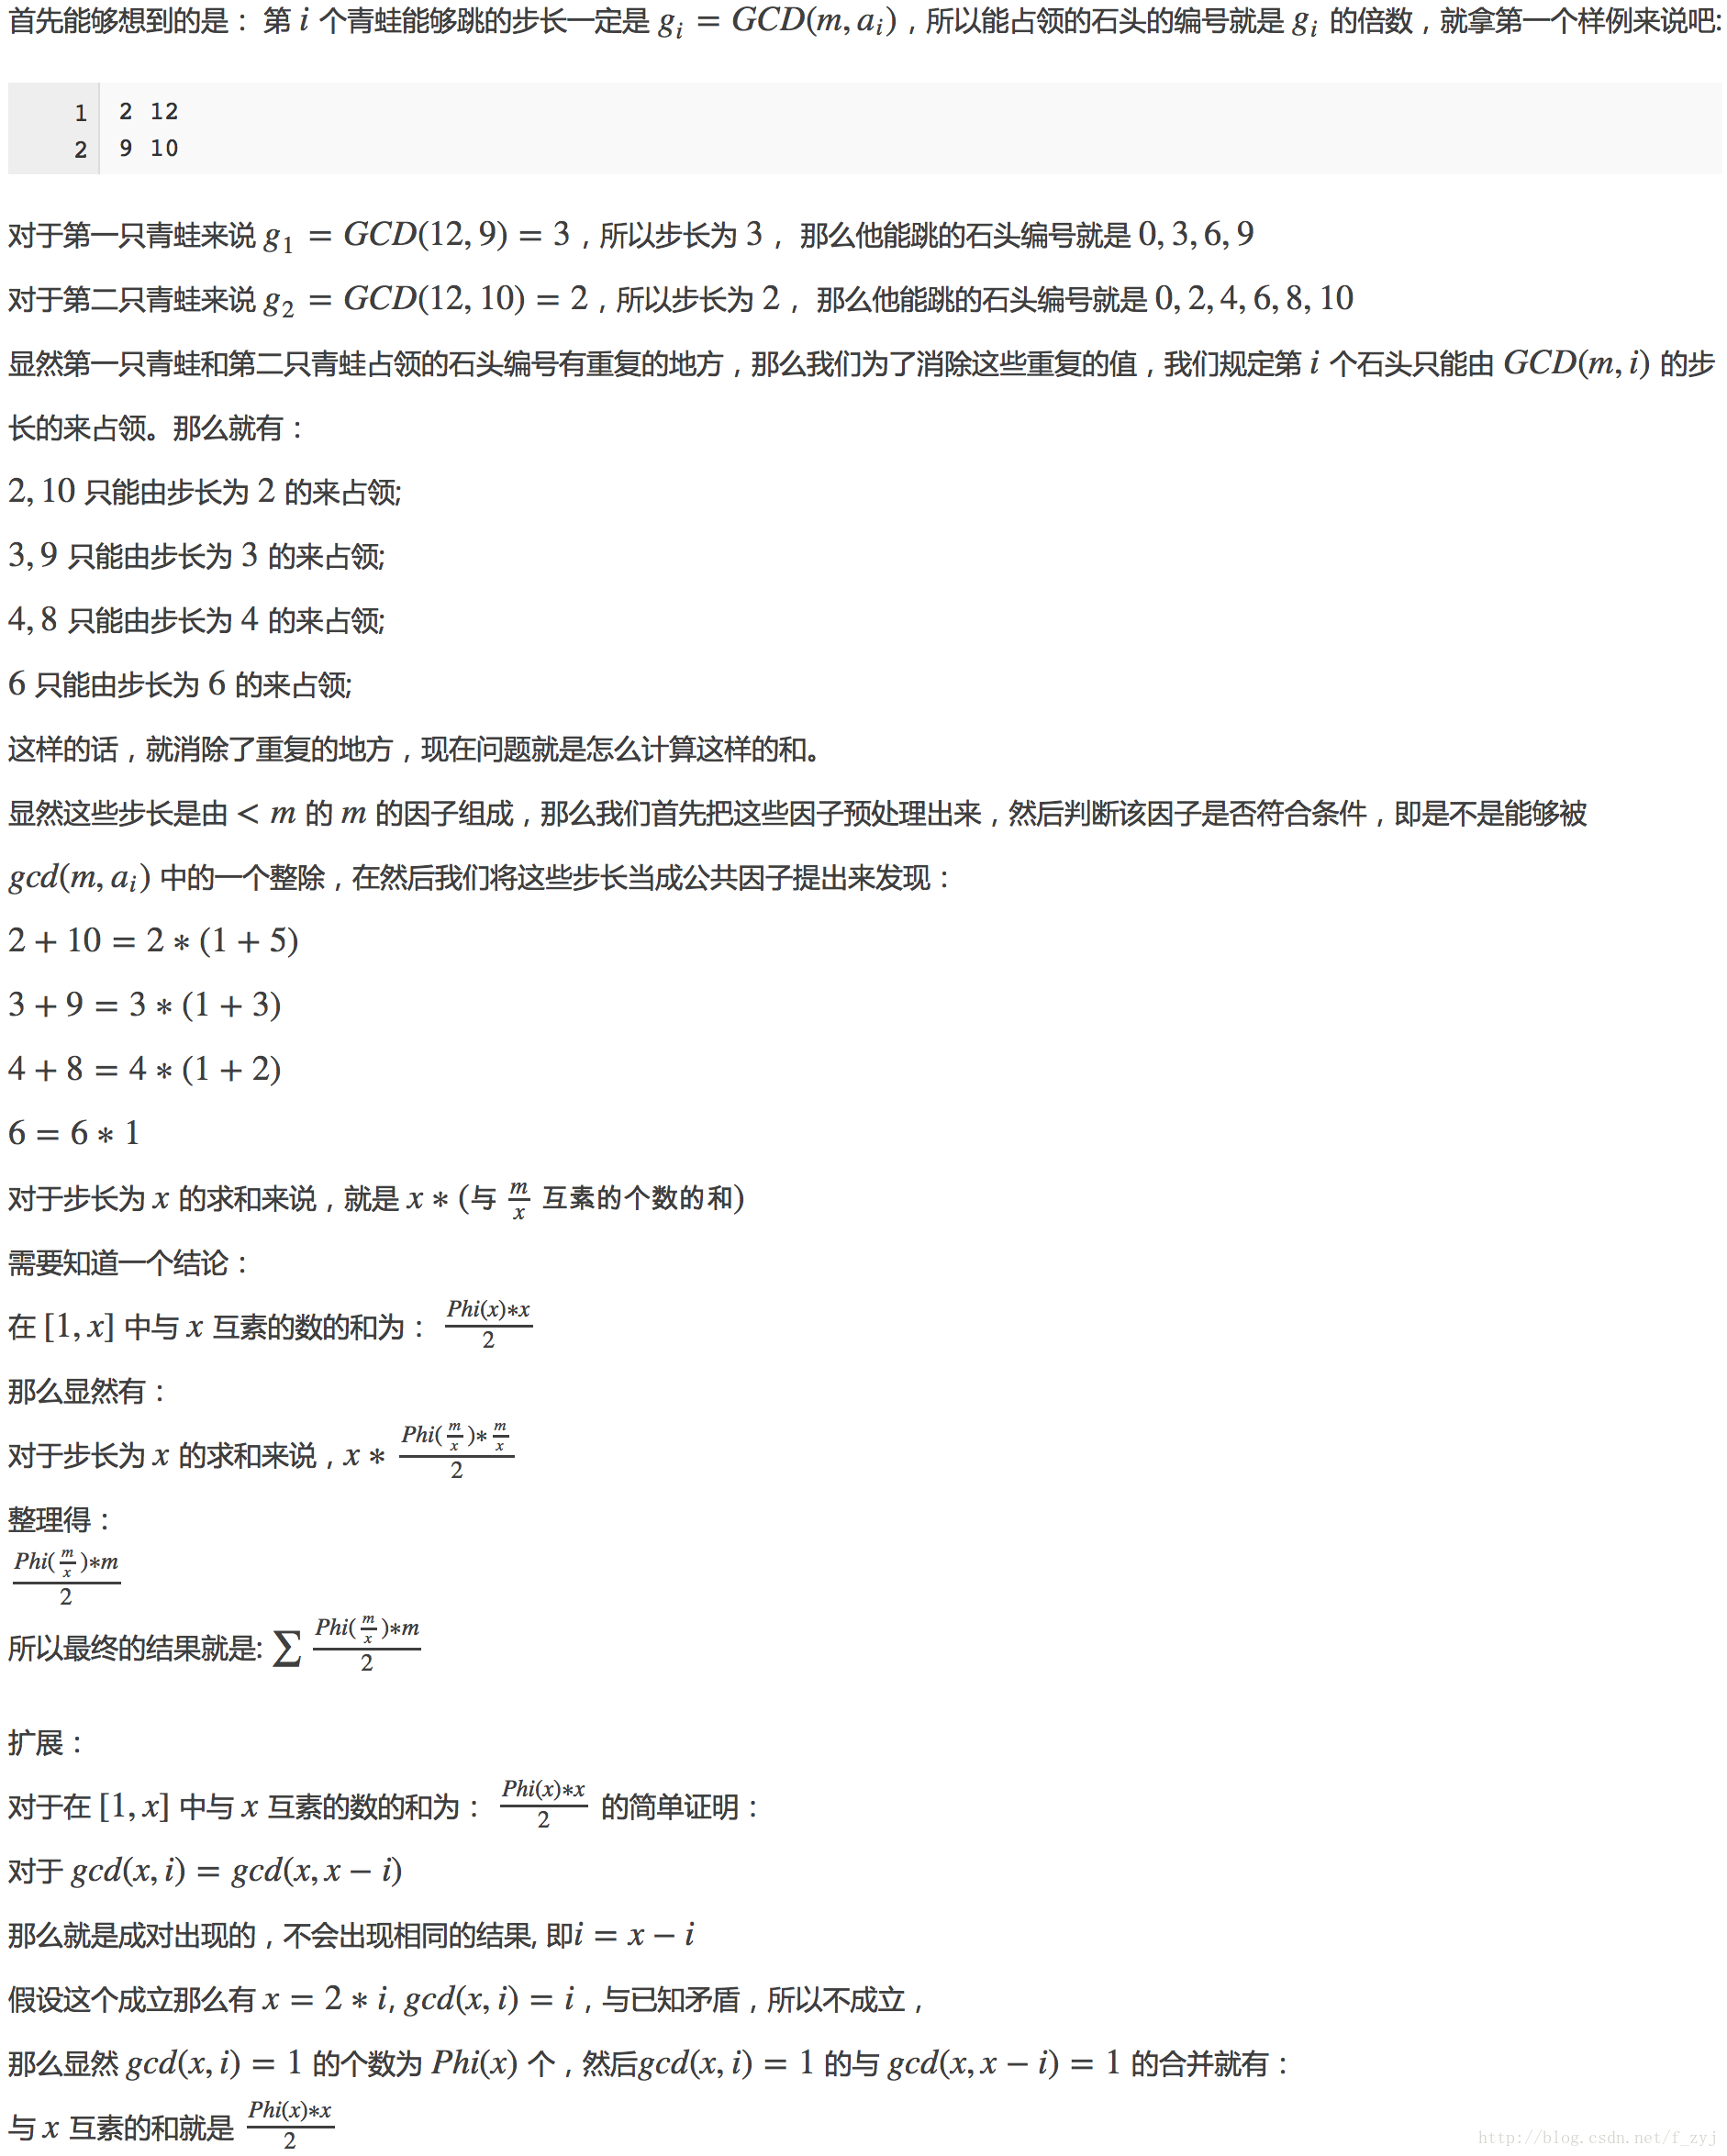 首先能够想到的是： 第 i 个青蛙能够跳的步长一定是 g_i = GCD(m, a_i)，所以能占领的石头的编号就是 g_i 的倍数，就拿第一个样例来说吧:
1 2 12
2 9 10
对于第一只青蛙来说 g_1 = GCD(12, 9) = 3，所以步长为 3， 那么他能跳的石头编号就是 0, 3, 6, 9
对于第二只青蛙来说 g_2 = GCD(12, 10) = 2，所以步长为 2， 那么他能跳的石头编号就是 0, 2, 4, 6, 8, 10
显然第一只青蛙和第二只青蛙占领的石头编号有重复的地方，那么我们为了消除这些重复的值，我们规定第 i 个石头只能由 GCD(m, i) 的步
长的来占领。那么就有：
2, 10 只能由步长为 2 的来占领;
3, 9 只能由步长为 3 的来占领;
4, 8 只能由步长为 4 的来占领;
6 只能由步长为 6 的来占领;
这样的话，就消除了重复的地方，现在问题就是怎么计算这样的和。
显然这些步长是由 < m 的 m 的因子组成，那么我们首先把这些因子预处理出来，然后判断该因子是否符合条件，即是不是能够被
gcd(m, a_i) 中的一个整除，在然后我们将这些步长当成公共因子提出来发现：
2 + 10 = 2 * (1 + 5)
3 + 9 = 3 * (1 + 3)
4 + 8 = 4 * (1 + 2)
6 = 6 * 1
对于步长为 x 的求和来说，就是 x * (与 m/x 互素的个数的和)
需要知道一个结论：
在 [1, x] 中与 x 互素的数的和为： Phi(x)*x/2
那么显然有：
对于步长为 x 的求和来说，x * Phi(m/x)*m/x/2
整理得：
Phi(m/x)*m/2
所以最终的结果就是: ∑ Phi(m/x)*m/2
扩展：
对于在 [1, x] 中与 x 互素的数的和为： Phi(x)*x/2 的简单证明：
对于 gcd(x, i) = gcd(x, x − i)
那么就是成对出现的，不会出现相同的结果, 即i = x − i
假设这个成立那么有 x = 2 * i, gcd(x, i) = i，与已知矛盾，所以不成立，
那么显然 gcd(x, i) = 1 的个数为 Phi(x) 个，然后gcd(x, i) = 1 的与 gcd(x, x − i) = 1 的合并就有：
与 x 互素的和就是 Phi(x)*x/2
http://blog.csdn.net/f_zyj